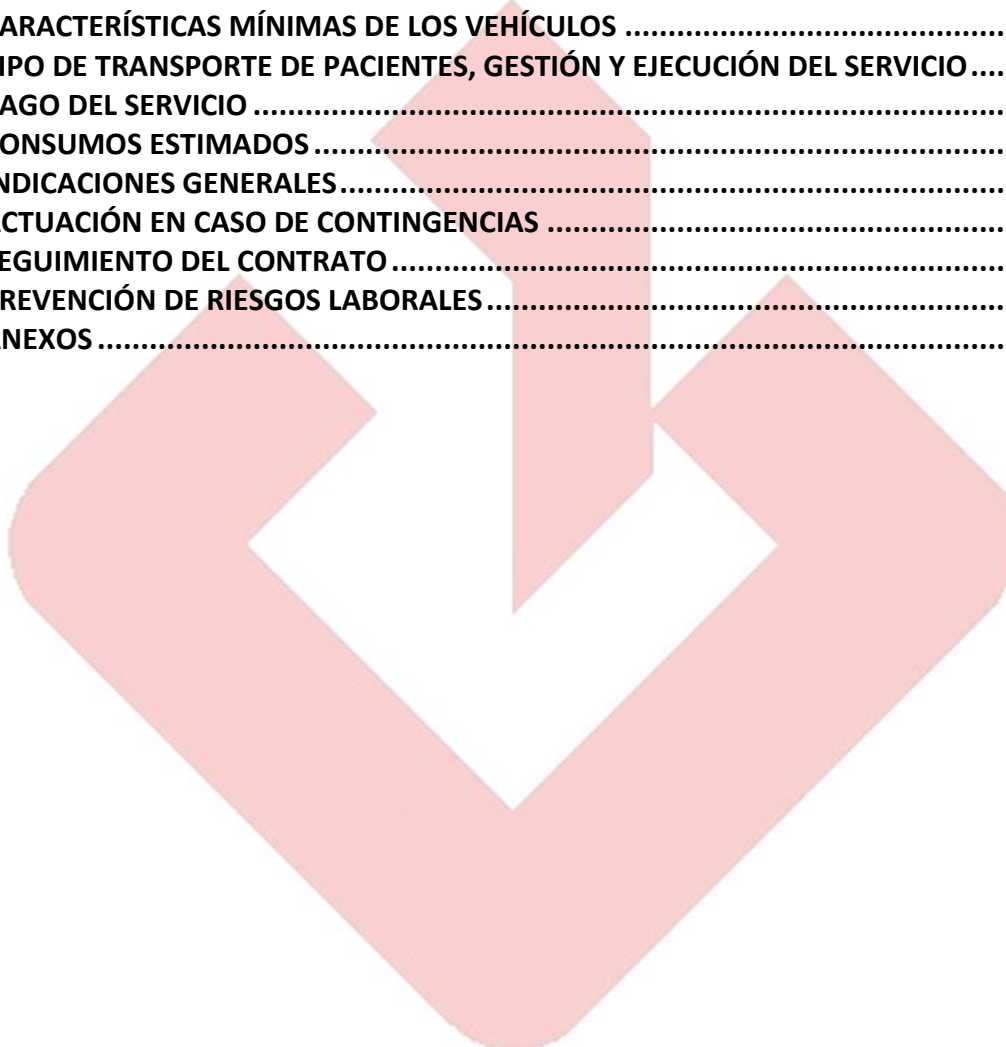 ARACTERÍSTICAS MÍNIMAS DE LOS VEHÍCULOS ........................................
IPO DE TRANSPORTE DE PACIENTES, GESTIÓN Y EJECUCIÓN DEL SERVICIO ....
AGO DEL SERVICIO ................................................................................
ONSUMOS ESTIMADOS .........................................................................
NDICACIONES GENERALES ......................................................................
CTUACIÓN EN CASO DE CONTINGENCIAS ................................................
EGUIMIENTO DEL CONTRATO .................................................................
REVENCIÓN DE RIESGOS LABORALES ........................................................
NEXOS ..................................................................................................